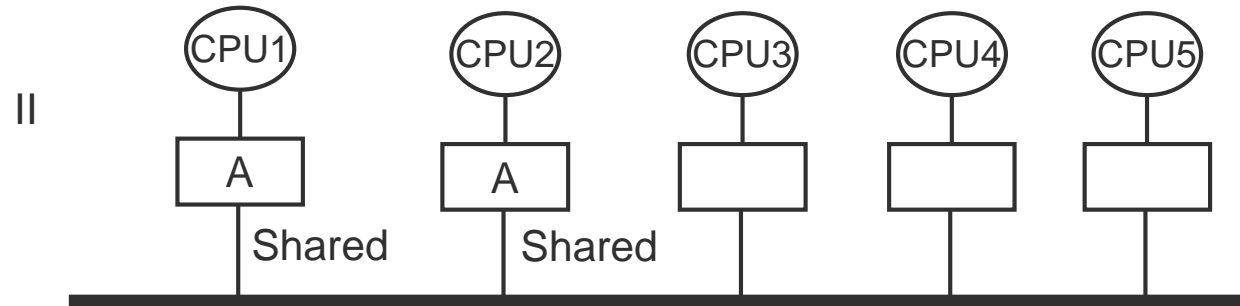 CPU1 CPU2 CPU3 CPU4 CPU5
II
A A
Shared Shared